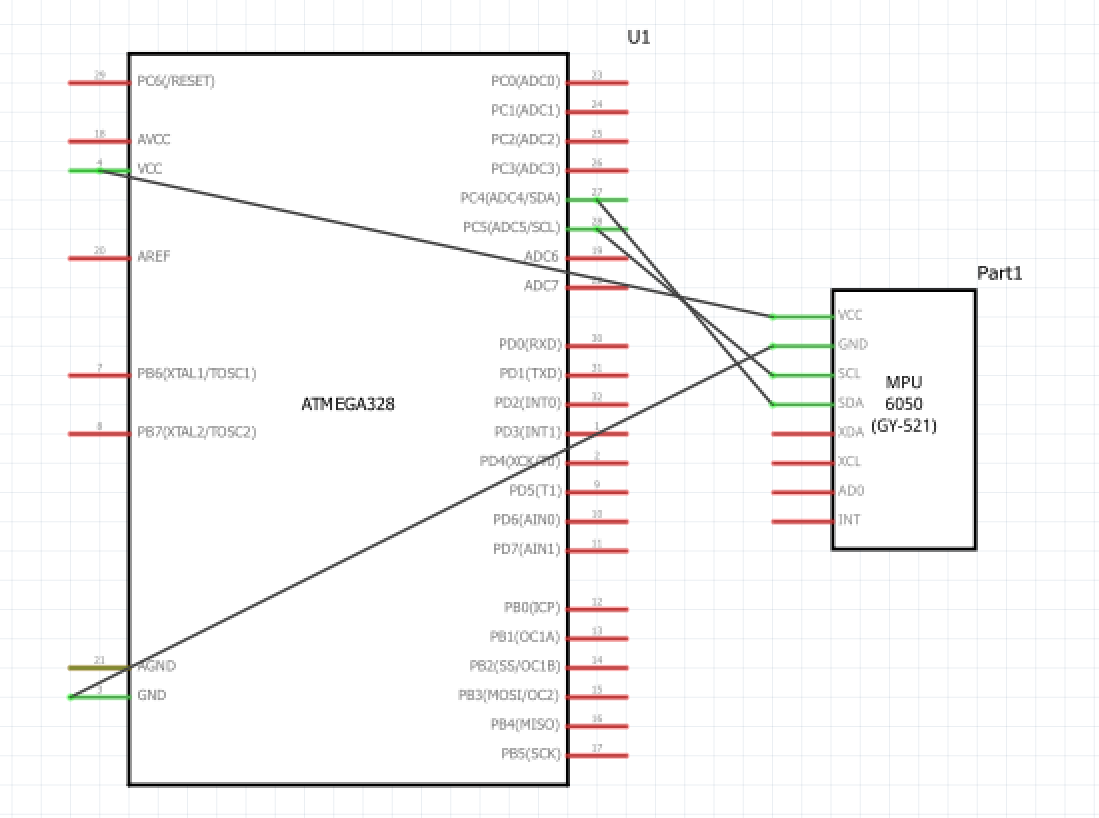 U1
29 PC6(/RESET)
18 AVCC
4 VCC
20 AREF
7 PB6(XTAL1/TOSC1)
8 PB7(XTAL2/TOSC2)
21 AGND
3 GND
ATMEGA328
PC0(ADC0) 23
PC1(ADC1) 24
PC2(ADC2) 25
PC3(ADC3) 26
PC4(ADC4/SDA) 27
PC5(ADC5/SCL) 28
ADC6 19
ADC7
PD0(RXD) 30
PD1(TXD) 31
PD2(INT0) 32
PD3(INT1) 1
PD4(XCK/T0) 2
PD5(T1) 9
PD6(AIN0) 10
PD7(AIN1) 11
PB0(ICP) 12
PB1(OC1A) 13
PB2(SS/OC1B) 14
PB3(MOSI/OC2) 15
PB4(MISO) 16
PB5(SCK) 17
Part1
VCC
GND
SCL
SDA
XDA
XCL
AD0
INT
MPU
6050
(GY-521)